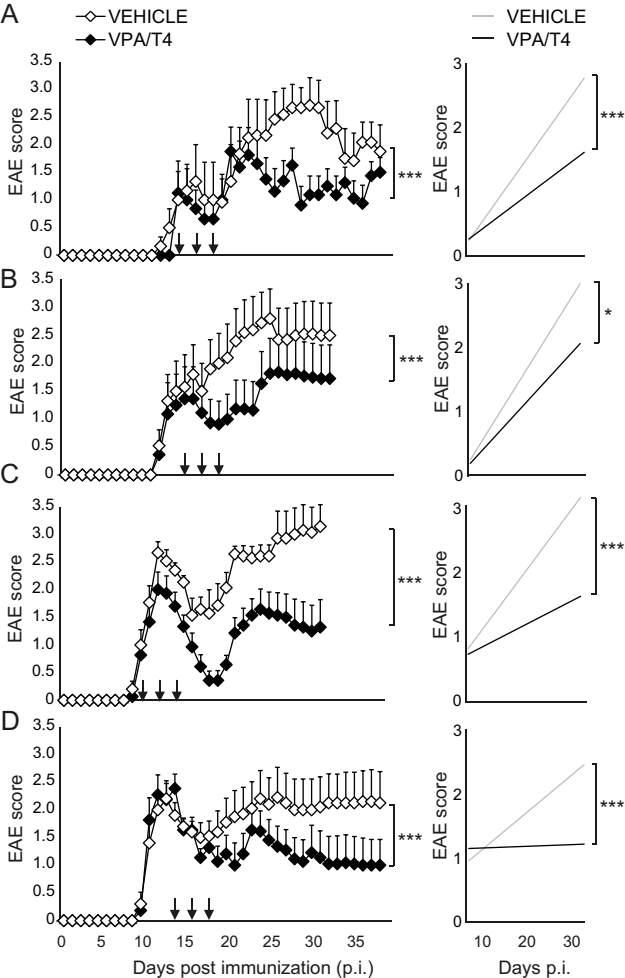 A
VEHICLE
VPA/T4
VEHICLE
VPA/T4
EAE score
3.5
3.0
2.5
2.0
1.5
1.0
0.5
0
***
EAE score
3
2
1
0
***
B
EAE score
3.5
3.0
2.5
2.0
1.5
1.0
0.5
0
***
EAE score
3
2
1
0
*
C
EAE score
3.5
3.0
2.5
2.0
1.5
1.0
0.5
0
***
EAE score
3
2
1
0
***
D
EAE score
3.5
3.0
2.5
2.0
1.5
1.0
0.5
0
***
0 5 10 15 20 25 30 35
Days post immunization (p.i.)
EAE score
3
2
1
0
***
10 20 30
Days p.i.